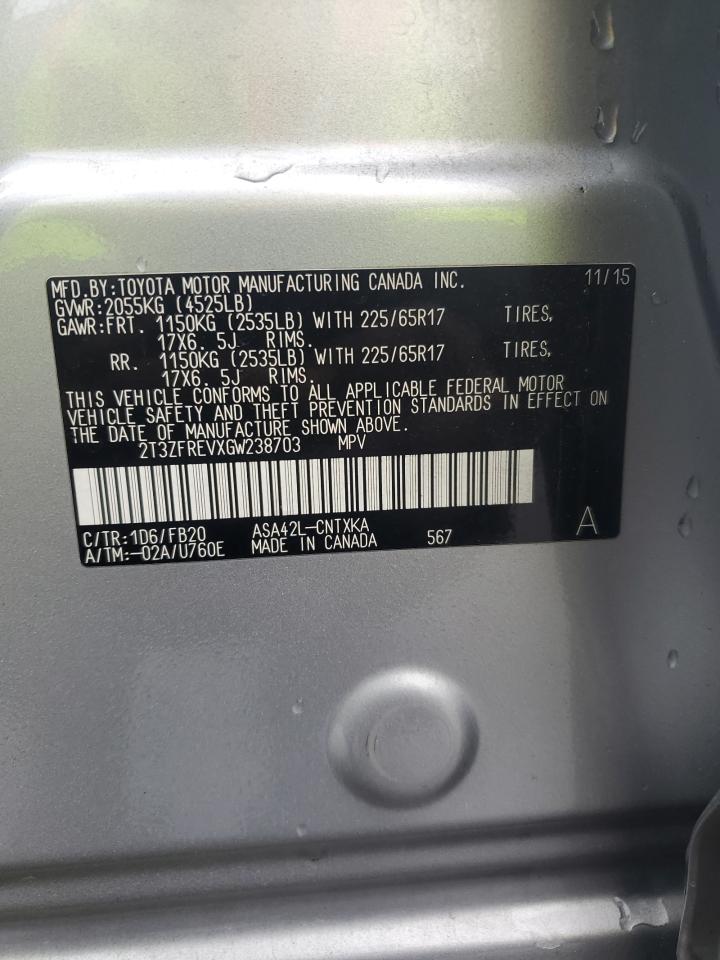 MFD.BY:TOYOTA MOTOR MANUFACTURING CANADA INC. 11/15
GVWR:2055KG (4525LB)
GAWR:FRT. 1150KG (2535LB) WITH 225/65R17 TIRES,
17X6. 5J RIMS.
RR. 1150KG (2535LB) WITH 225/65R17 TIRES,
17X6. 5J RIMS.
THIS VEHICLE CONFORMS TO ALL APPLICABLE FEDERAL MOTOR
VEHICLE SAFETY AND THEFT PREVENTION STANDARDS IN EFFECT ON
THE DATE OF MANUFACTURE SHOWN ABOVE.
2T3ZFREVXGW238703 MPV
C/TR:1D6/FB20 ASA42L-CNTXKA 567 A
A/TM:-02A/U760E MADE IN CANADA